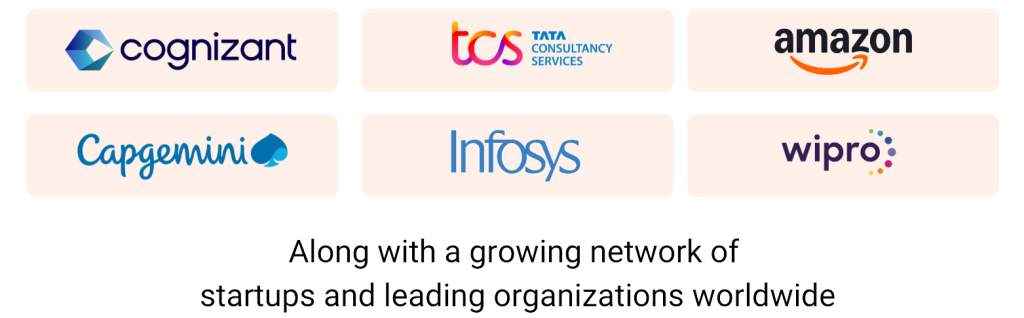 cognizant
tcs TATA
CONSULTANCY
SERVICES
amazon
Capgemini
Infosys
wipro
Along with a growing network of
startups and leading organizations worldwide